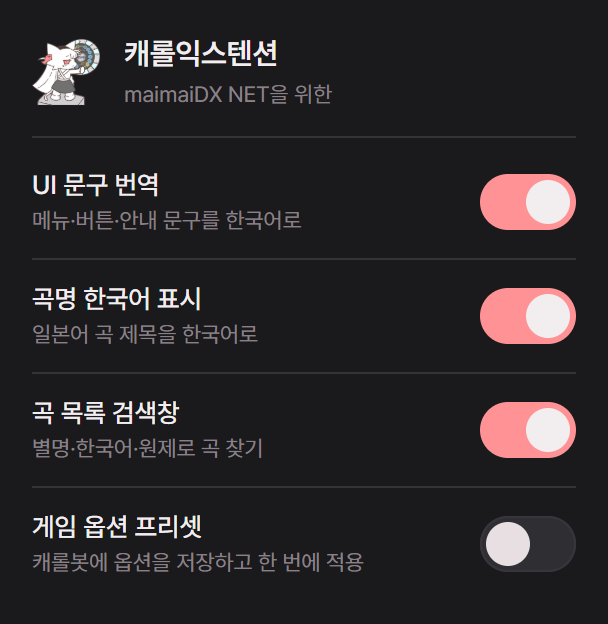 캐롤익스텐션
maimaiDX NET을 위한
UI 문구 번역
메뉴·버튼·안내 문구를 한국어로
곡명 한국어 표시
일본어 곡 제목을 한국어로
곡 목록 검색창
별명·한국어·원제로 곡 찾기
게임 옵션 프리셋
캐롤봇에 옵션을 저장하고 한 번에 적용